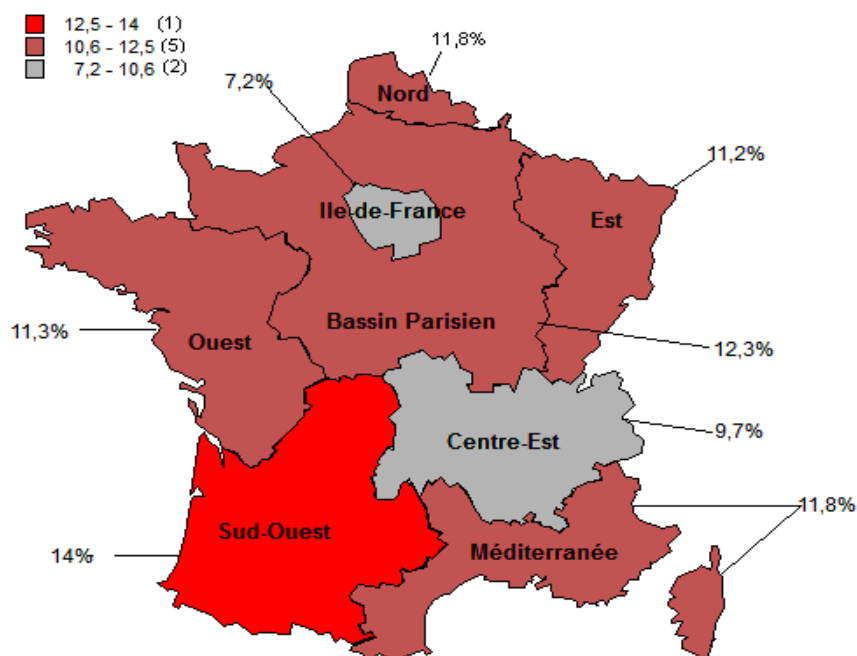 12,5 - 14 (1)
10,6 - 12,5 (5)
7,2 - 10,6 (2)
11,8%
7,2%
Nord
11,2%
Ile-de-France
Est
Bassin Parisien
11,3%
Ouest
12,3%
9,7%
Centre-Est
11,8%
Sud-Ouest
14%
Méditerranée